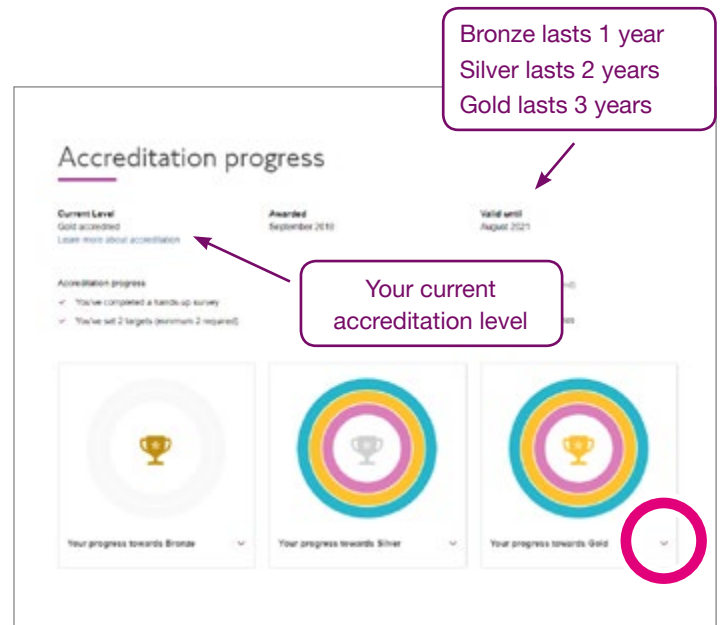 Bronze lasts 1 year
Silver lasts 2 years
Gold lasts 3 years
Accreditation progress
Current Level
Awarded
Valid until
Gold accredited
September 2018
August 2021
Learn more about accreditation
Your current
accreditation level
Accreditation progress
You've completed a hands up survey
You've set 2 targets (minimum 2 required)
Your progress towards Bronze
Your progress towards Silver
Your progress towards Gold